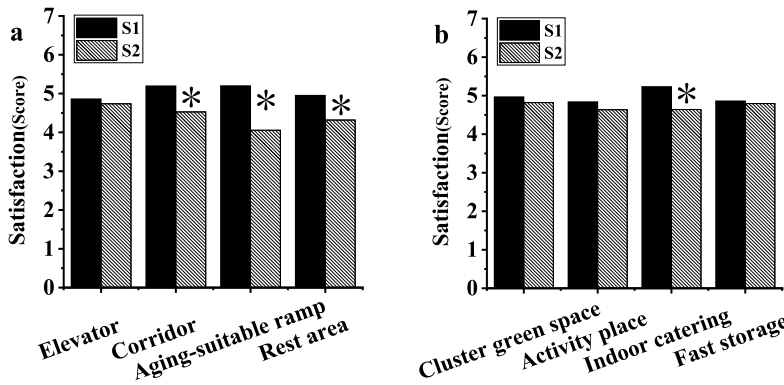 a
S1
S2
Satisfaction(Score)
7
6
5
4
3
2
1
0
*
*
*
Elevator
Corridor
Aging-suitable ramp
Rest area
b
S1
S2
Satisfaction(Score)
7
6
5
4
3
2
1
0
*
Cluster green space
Activity place
Indoor catering
Fast storage